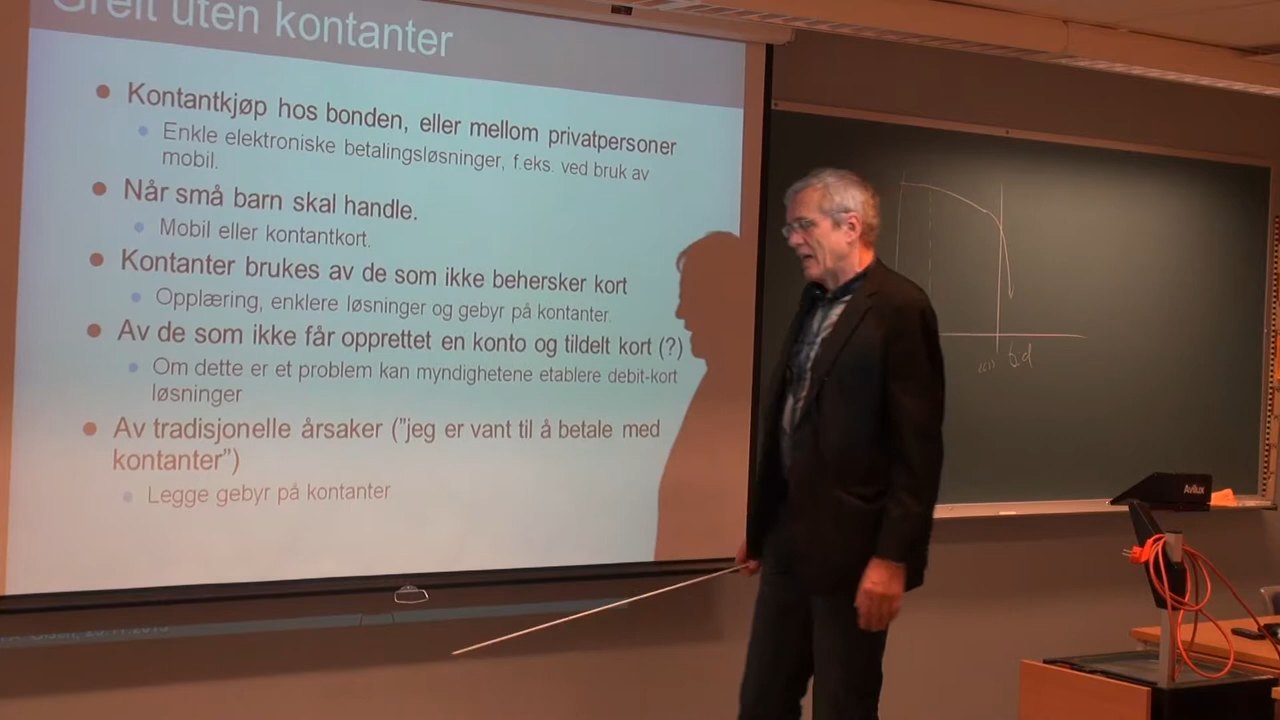 Greit uten kontanter
Kontantkjøp hos bonden, eller mellom privatpersoner
Enkle elektroniske betalingsløsninger, f.eks. ved bruk av
mobil.
Når små barn skal handle.
Mobil eller kontantkort.
Kontanter brukes av de som ikke behersker kort
Opplæring, enklere løsninger og gebyr på kontanter.
Av de som ikke får opprettet en konto og tildelt kort (?)
Om dette er et problem kan myndighetene etablere debit-kort
løsninger
Av tradisjonelle årsaker ("jeg er vant til å betale med
kontanter")
Legge gebyr på kontanter
Avilux